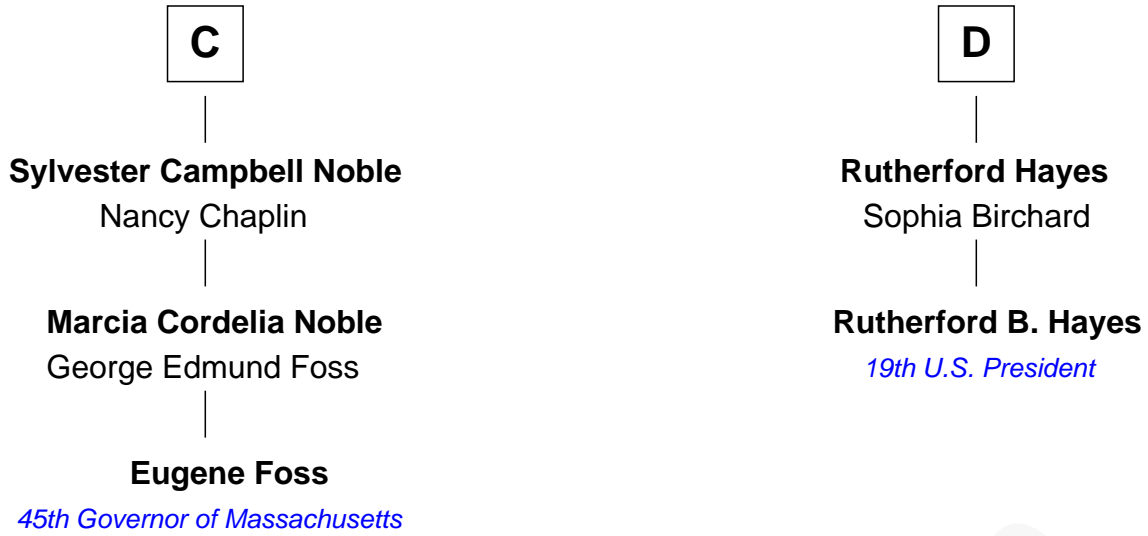 C
Sylvester Campbell Noble
Nancy Chaplin
Marcia Cordelia Noble
George Edmund Foss
Eugene Foss
45th Governor of Massachusetts
D
Rutherford Hayes
Sophia Birchard
Rutherford B. Hayes
19th U.S. President